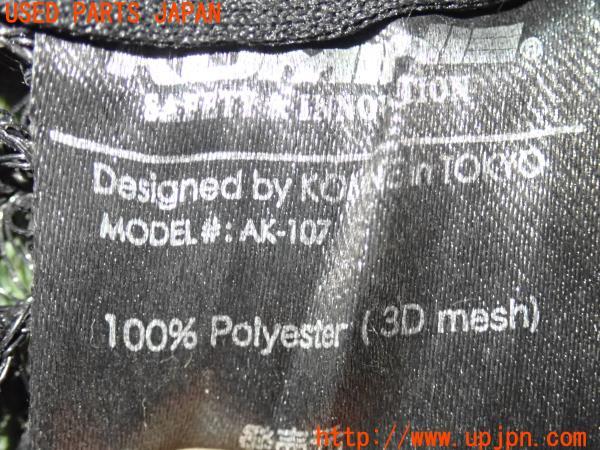 USED PARTS JAPAN
SAFETY & INNOVATION
Designed by KOMINE in TOKYO
MODEL#: AK-107
100% Polyester ( 3D mesh)
UPJ http://www.upjpn.com/